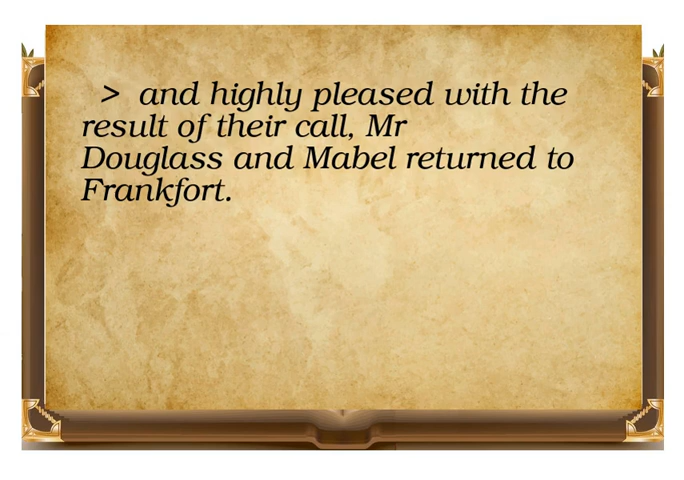 > and highly pleased with the
result of their call, Mr
Douglass and Mabel returned to
Frankfort.